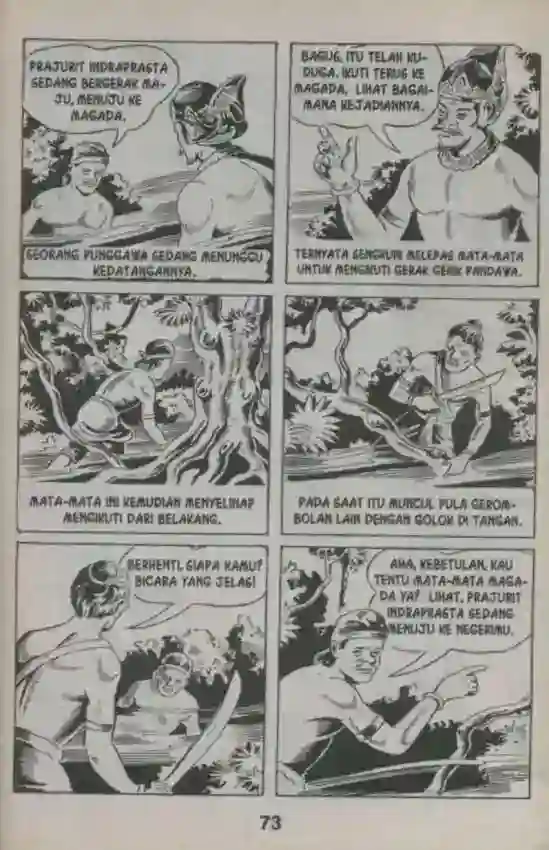 PRAJURIT INDRAPRASTA
SEDANG BERGERAK MA-
JU, MENUJU KE
MAGADA.
SEORANG PUNGGAWA SEDANG MENUNGGU
KEDATANGANNYA.
BAGUS, ITU TELAH KU-
DUGA. IKUTI TERUS KE
MAGADA, LIHAT BAGAI-
MANA KEJADIANNYA.
TERNYATA SENGKUNI MELEPAS MATA-MATA
UNTUK MENGIKUTI GERAK GERIK PANDAWA.
MATA-MATA INI KEMUDIAN MENYELINAP
MENGIKUTI DARI BELAKANG.
PADA SAAT ITU MUNCUL PULA GEROM-
BOLAN LAIN DENGAN GOLOK DI TANGAN.
BERHENTI, SIAPA KAMU?
BICARA YANG JELAS!
AHA, KEBETULAN, KAU
TENTU MATA-MATA MAGA-
DA YA? LIHAT, PRAJURIT
INDRAPRASTA SEDANG
MENUJU KE NEGERIMU.
73